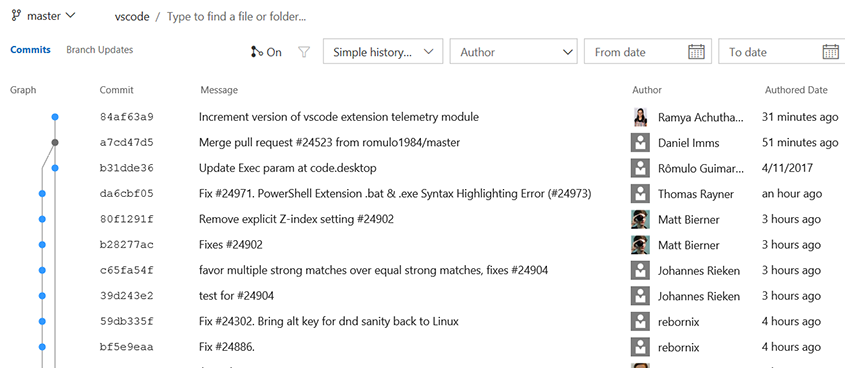 master vscode / Type to find a file or folder...
Commits Branch Updates On Simple history... Author From date To date
Graph Commit Message Author Authored Date
84af63a9 Increment version of vscode extension telemetry module Ramya Achutha... 31 minutes ago
a7cd47d5 Merge pull request #24523 from romulo1984/master Daniel Imms 51 minutes ago
b31dde36 Update Exec param at code.desktop Rômulo Guimar... 4/11/2017
da6cbf05 Fix #24971. PowerShell Extension .bat & .exe Syntax Highlighting Error (#24973) Thomas Rayner an hour ago
80f1291f Remove explicit Z-index setting #24902 Matt Bierner 3 hours ago
b28277ac Fixes #24902 Matt Bierner 3 hours ago
c65fa54f favor multiple strong matches over equal strong matches, fixes #24904 Johannes Rieken 3 hours ago
39d243e2 test for #24904 Johannes Rieken 3 hours ago
59db335f Fix #24302. Bring alt key for dnd sanity back to Linux rebornix 4 hours ago
bf5e9eaa Fix #24886. rebornix 4 hours ago